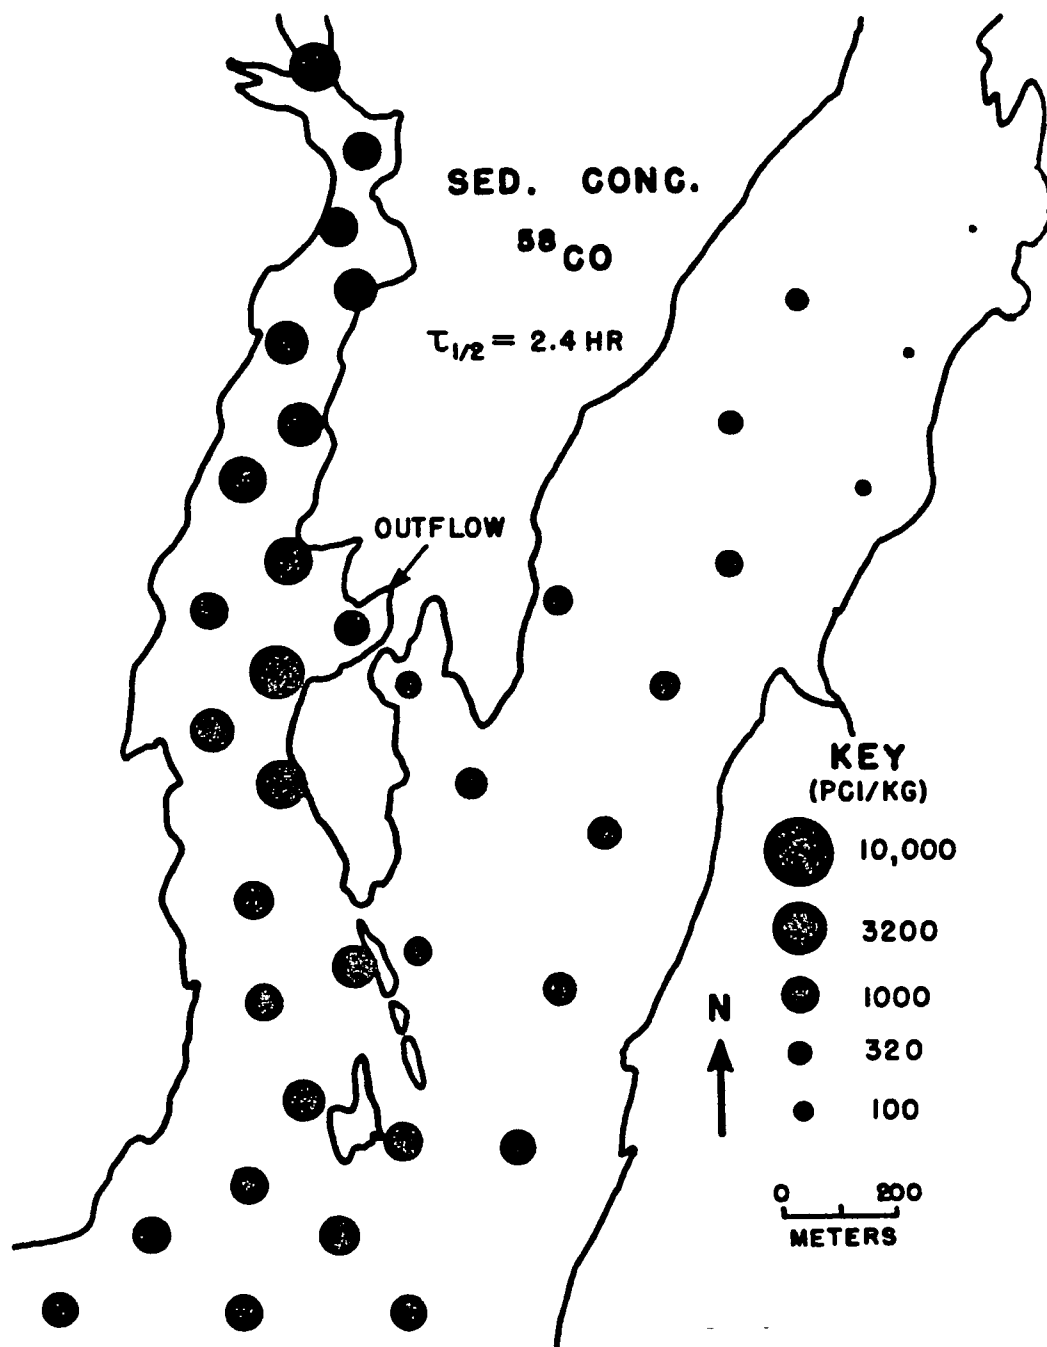 SED. CONC.
58CO
τ1/2 = 2.4 HR
OUTFLOW
KEY
(PCI/KG)
10,000
3200
1000
320
100
N
0 200
METERS